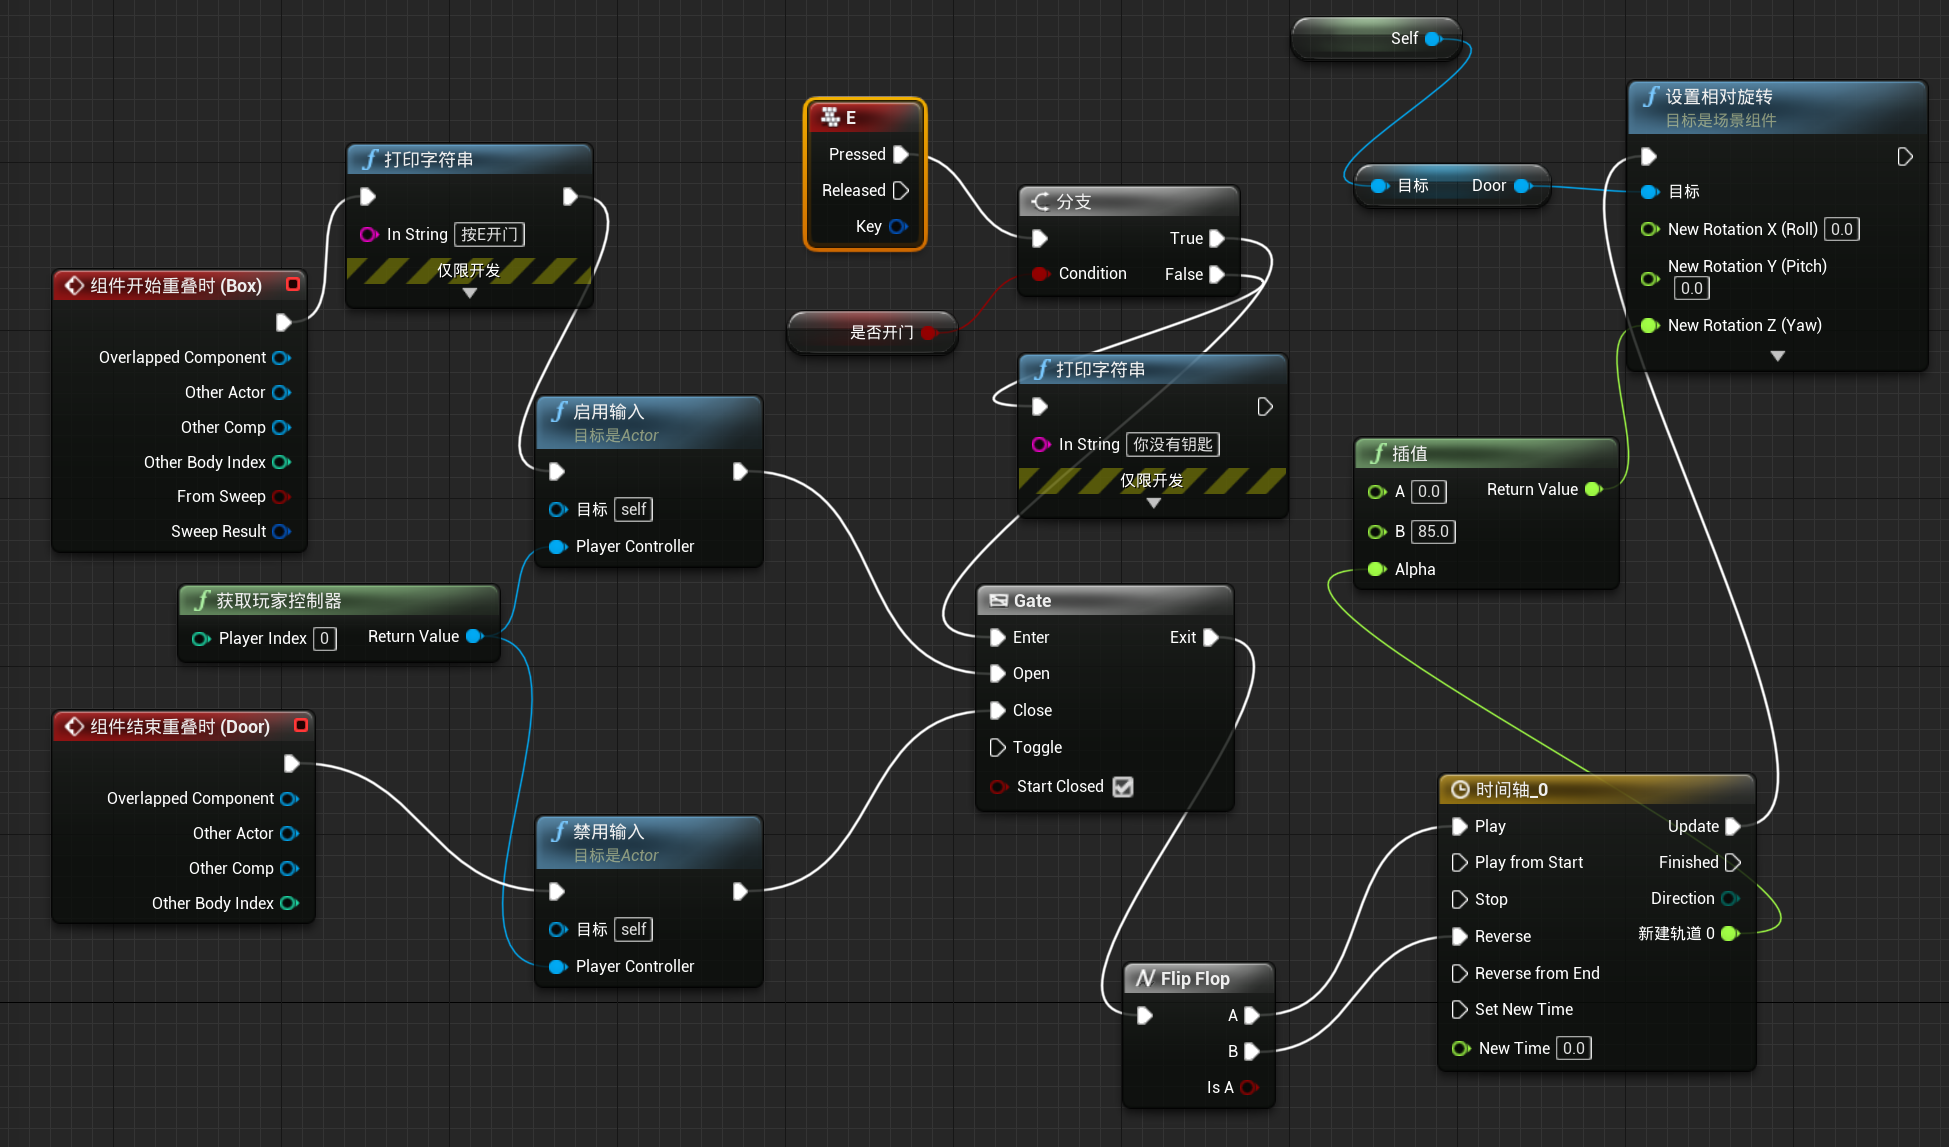 Self
设置相对旋转
目标是场景组件
目标
New Rotation X (Roll) 0.0
New Rotation Y (Pitch)
0.0
New Rotation Z (Yaw)
目标 Door
E
Pressed
Released
Key
分支
True
Condition False
是否开门
打印字符串
In String 按E开门
仅限开发
组件开始重叠时 (Box)
Overlapped Component
Other Actor
Other Comp
Other Body Index
From Sweep
Sweep Result
打印字符串
In String 你没有钥匙
仅限开发
启用输入
目标是Actor
目标 self
Player Controller
插值
A 0.0 Return Value
B 85.0
Alpha
获取玩家控制器
Player Index 0 Return Value
Gate
Enter Exit
Open
Close
Toggle
Start Closed
组件结束重叠时 (Door)
Overlapped Component
Other Actor
Other Comp
Other Body Index
禁用输入
目标是Actor
目标 self
Player Controller
时间轴_0
Play Update
Play from Start Finished
Stop Direction
Reverse 新建轨道 0
Reverse from End
Set New Time
New Time 0.0
Flip Flop
A
B
Is A